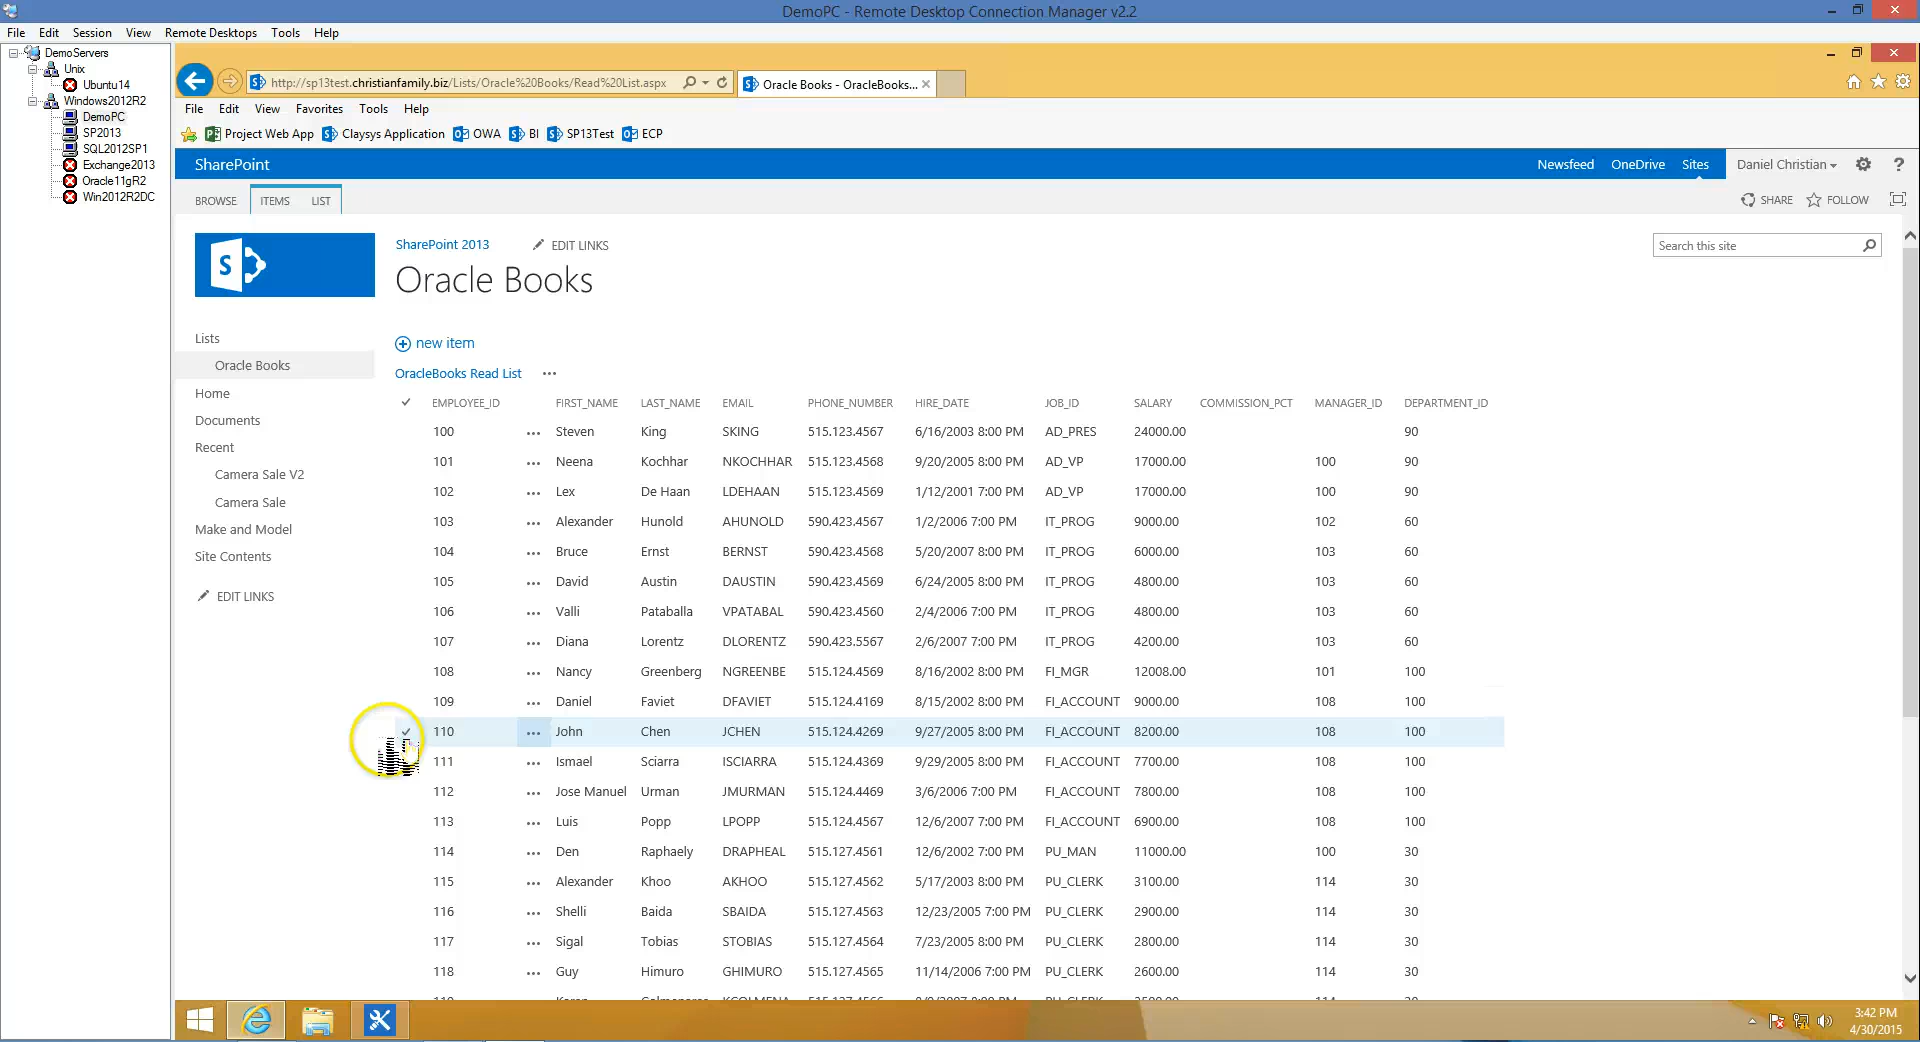 DemoPC - Remote Desktop Connection Manager v2.2
File Edit Session View Remote Desktops Tools Help
DemoServers
Unix
Ubuntu14
Windows2012R2
DemoPC
SP2013
SQL2012SP1
Exchange2013
Oracle11gR2
Win2012R2DC
http://sp13test.christianfamily.biz/Lists/Oracle%20Books/Read%20List.aspx
Oracle Books - OracleBooks...
File Edit View Favorites Tools Help
Project Web App Claysys Application OWA BI SP13Test ECP
SharePoint
Newsfeed OneDrive Sites Daniel Christian ?
BROWSE ITEMS LIST
SHARE FOLLOW
SharePoint 2013 EDIT LINKS
Search this site
Oracle Books
Lists
Oracle Books
Home
Documents
Recent
Camera Sale V2
Camera Sale
Make and Model
Site Contents
EDIT LINKS
new item
OracleBooks Read List ...
EMPLOYEE_ID FIRST_NAME LAST_NAME EMAIL PHONE_NUMBER HIRE_DATE JOB_ID SALARY COMMISSION_PCT MANAGER_ID DEPARTMENT_ID
100 ... Steven King SKING 515.123.4567 6/16/2003 8:00 PM AD_PRES 24000.00 90
101 ... Neena Kochhar NKOCHHAR 515.123.4568 9/20/2005 8:00 PM AD_VP 17000.00 100 90
102 ... Lex De Haan LDEHAAN 515.123.4569 1/12/2001 7:00 PM AD_VP 17000.00 100 90
103 ... Alexander Hunold AHUNOLD 590.423.4567 1/2/2006 7:00 PM IT_PROG 9000.00 102 60
104 ... Bruce Ernst BERNST 590.423.4568 5/20/2007 8:00 PM IT_PROG 6000.00 103 60
105 ... David Austin DAUSTIN 590.423.4569 6/24/2005 8:00 PM IT_PROG 4800.00 103 60
106 ... Valli Pataballa VPATABAL 590.423.4560 2/4/2006 7:00 PM IT_PROG 4800.00 103 60
107 ... Diana Lorentz DLORENTZ 590.423.5567 2/6/2007 7:00 PM IT_PROG 4200.00 103 60
108 ... Nancy Greenberg NGREENBE 515.124.4569 8/16/2002 8:00 PM FI_MGR 12008.00 101 100
109 ... Daniel Faviet DFAVIET 515.124.4169 8/15/2002 8:00 PM FI_ACCOUNT 9000.00 108 100
110 ... John Chen JCHEN 515.124.4269 9/27/2005 8:00 PM FI_ACCOUNT 8200.00 108 100
111 ... Ismael Sciarra ISCIARRA 515.124.4369 9/29/2005 8:00 PM FI_ACCOUNT 7700.00 108 100
112 ... Jose Manuel Urman JMURMAN 515.124.4469 3/6/2006 7:00 PM FI_ACCOUNT 7800.00 108 100
113 ... Luis Popp LPOPP 515.124.4567 12/6/2007 7:00 PM FI_ACCOUNT 6900.00 108 100
114 ... Den Raphaely DRAPHEAL 515.127.4561 12/6/2002 7:00 PM PU_MAN 11000.00 100 30
115 ... Alexander Khoo AKHOO 515.127.4562 5/17/2003 8:00 PM PU_CLERK 3100.00 114 30
116 ... Shelli Baida SBAIDA 515.127.4563 12/23/2005 7:00 PM PU_CLERK 2900.00 114 30
117 ... Sigal Tobias STOBIAS 515.127.4564 7/23/2005 8:00 PM PU_CLERK 2800.00 114 30
118 ... Guy Himuro GHIMURO 515.127.4565 11/14/2006 7:00 PM PU_CLERK 2600.00 114 30
3:42 PM
4/30/2015